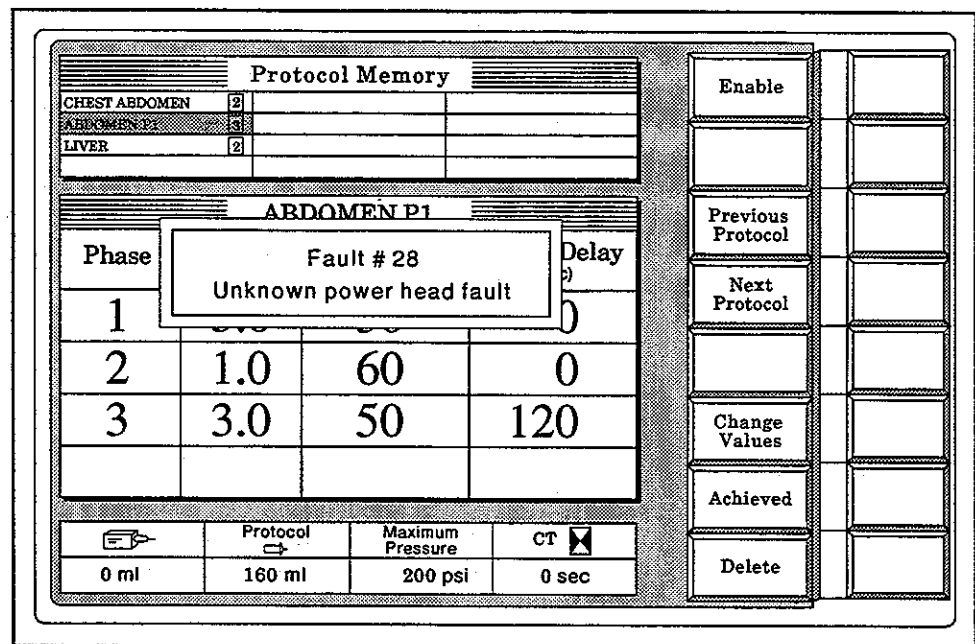 Protocol Memory
CHEST ABDOMEN 2
ABDOMEN P1 3
LIVER 2
ABDOMEN P1
Phase Delay
Fault # 28
Unknown power head fault
1
2 1.0 60 0
3 3.0 50 120
Protocol
Maximum
Pressure
CT
0 ml 160 ml 200 psi 0 sec
Enable
Previous
Protocol
Next
Protocol
Change
Values
Achieved
Delete